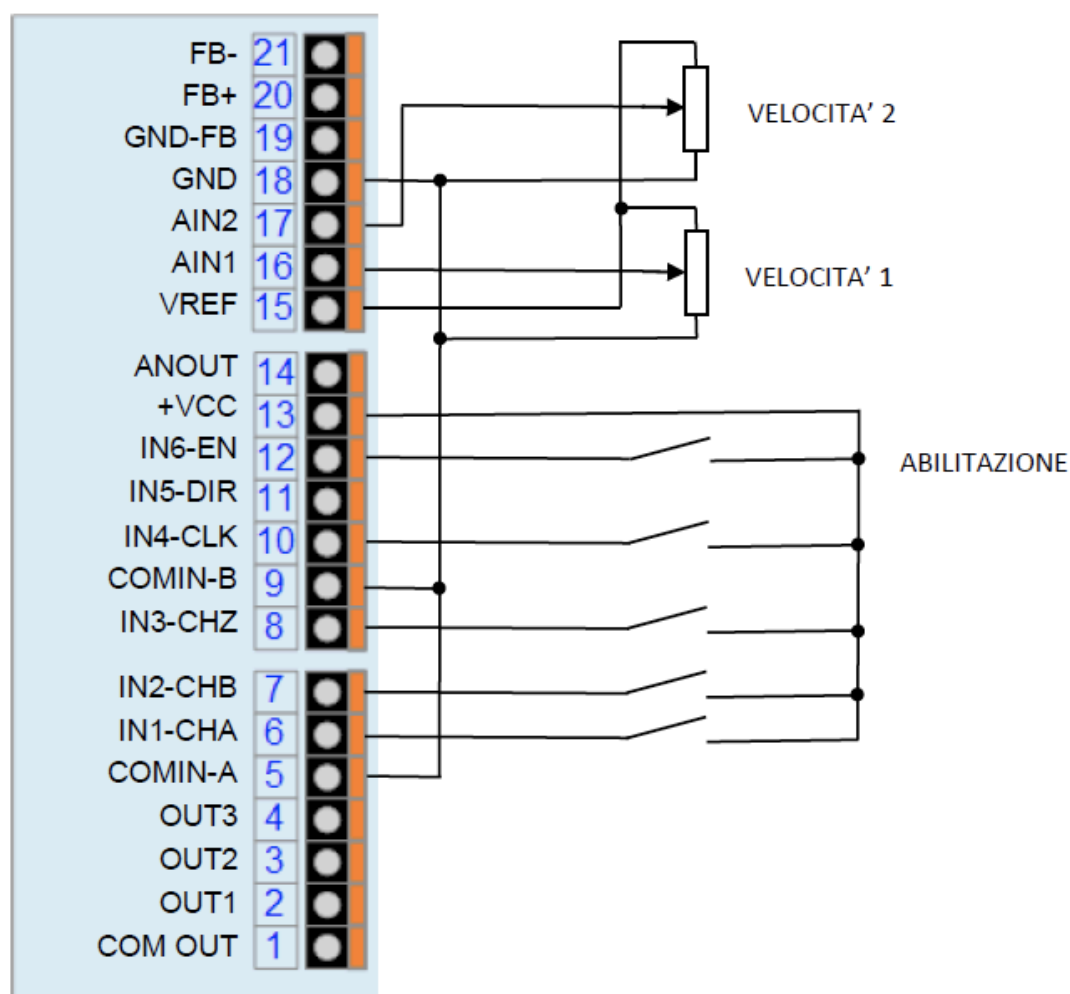 FB- 21
FB+ 20
GND-FB 19
GND 18
AIN2 17
AIN1 16
VREF 15
VELOCITA’ 2
VELOCITA’ 1
ANOUT 14
+VCC 13
IN6-EN 12
IN5-DIR 11
IN4-CLK 10
COMIN-B 9
IN3-CHZ 8
ABILITAZIONE
IN2-CHB 7
IN1-CHA 6
COMIN-A 5
OUT3 4
OUT2 3
OUT1 2
COM OUT 1